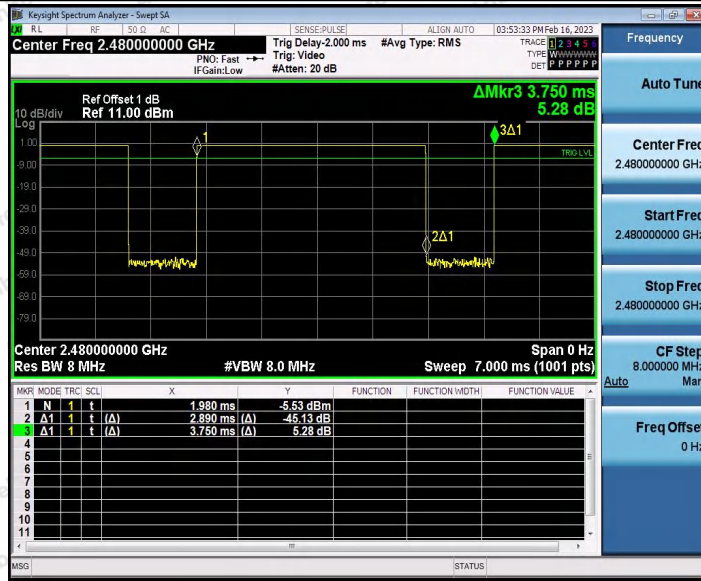 Keysight Spectrum Analyzer - Swept SA
RL RF 50 Ω AC SENSE:PULSE ALIGN AUTO 03:53:33 PM Feb 16, 2023
Center Freq 2.480000000 GHz
PNO: Fast
IFGain:Low
Trig Delay-2.000 ms
Trig: Video
#Atten: 20 dB
#Avg Type: RMS
TRACE 1 2 3 4 5 6
TYPE W
DET P P P P P P
ΔMkr3 3.750 ms
5.28 dB
Ref Offset 1 dB
10 dB/div Ref 11.00 dBm
Log
1.00
-9.00
-19.0
-29.0
-39.0
-49.0
-59.0
-69.0
-79.0
1
3Δ1
TRIG LVL
2Δ1
Center 2.480000000 GHz Span 0 Hz
Res BW 8 MHz #VBW 8.0 MHz Sweep 7.000 ms (1001 pts)
MKR MODE TRC SCL X Y FUNCTION FUNCTION WIDTH FUNCTION VALUE
1 N 1 t 1.980 ms -5.53 dBm
2 Δ1 1 t (Δ) 2.890 ms (Δ) -45.13 dB
3 Δ1 1 t (Δ) 3.750 ms (Δ) 5.28 dB
4
5
6
7
8
9
10
11
MSG STATUS
Frequency
Auto Tune
Center Freq
2.480000000 GHz
Start Freq
2.480000000 GHz
Stop Freq
2.480000000 GHz
CF Step
8.000000 MHz
Auto Man
Freq Offset
0 Hz